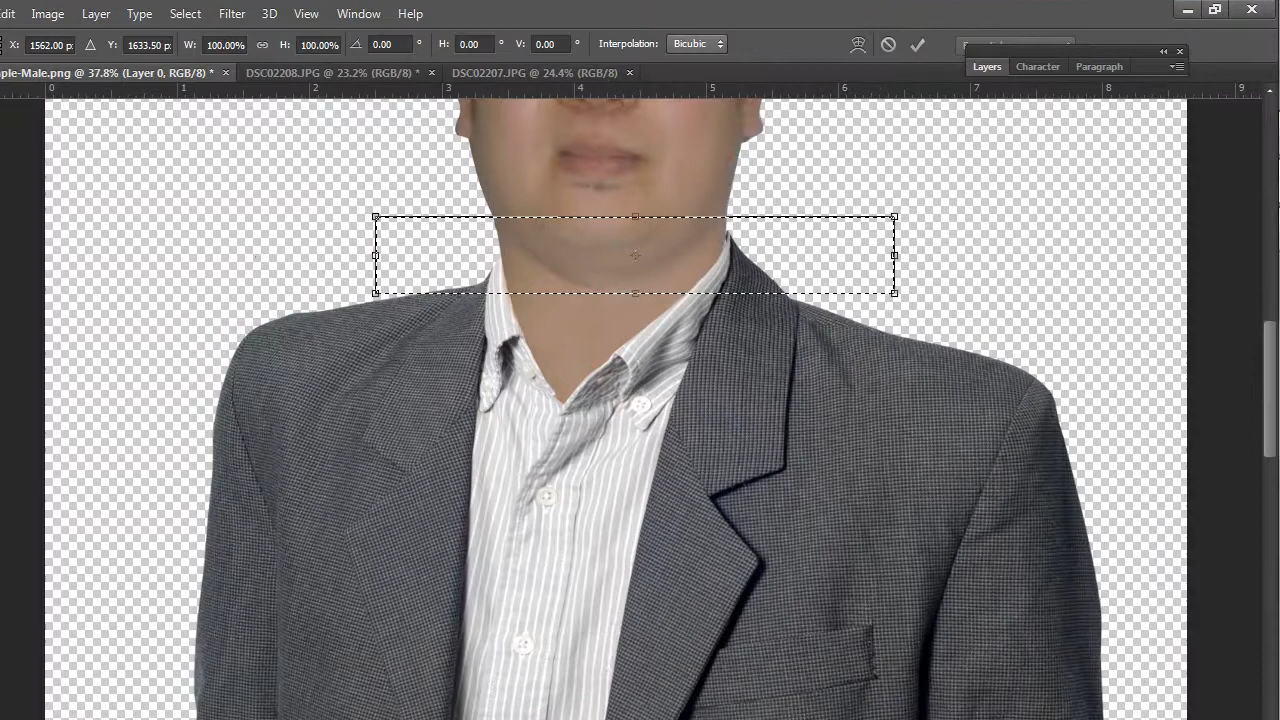 dit Image Layer Type Select Filter 3D View Window Help
X: 1562.00 p: Y: 1633.50 p: W: 100.00% H: 100.00% 0.00 ° H: 0.00 ° V: 0.00 ° Interpolation: Bicubic
ple-Male.png @ 37.8% (Layer 0, RGB/8) * × DSC02208.JPG @ 23.2% (RGB/8) * × DSC02207.JPG @ 24.4% (RGB/8) ×
Layers Character Paragraph
0 1 2 3 4 5 6 7 8 9